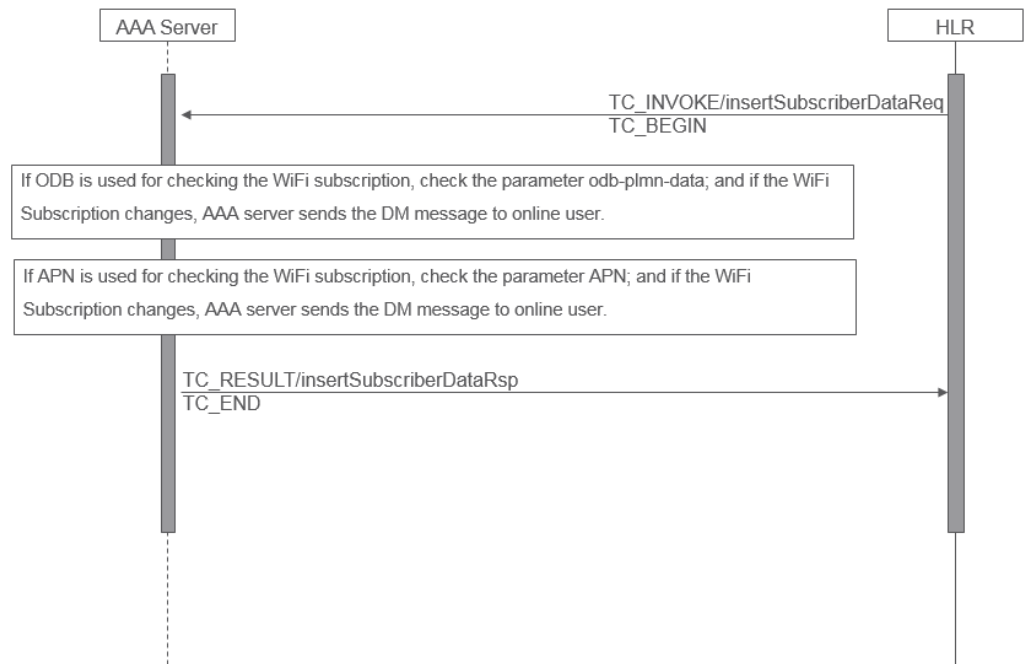 AAA Server
HLR
TC_INVOKE/insertSubscriberDataReq
TC_BEGIN
If ODB is used for checking the WiFi subscription, check the parameter odb-plmn-data; and if the WiFi
Subscription changes, AAA server sends the DM message to online user.
If APN is used for checking the WiFi subscription, check the parameter APN; and if the WiFi
Subscription changes, AAA server sends the DM message to online user.
TC_RESULT/insertSubscriberDataRsp
TC_END